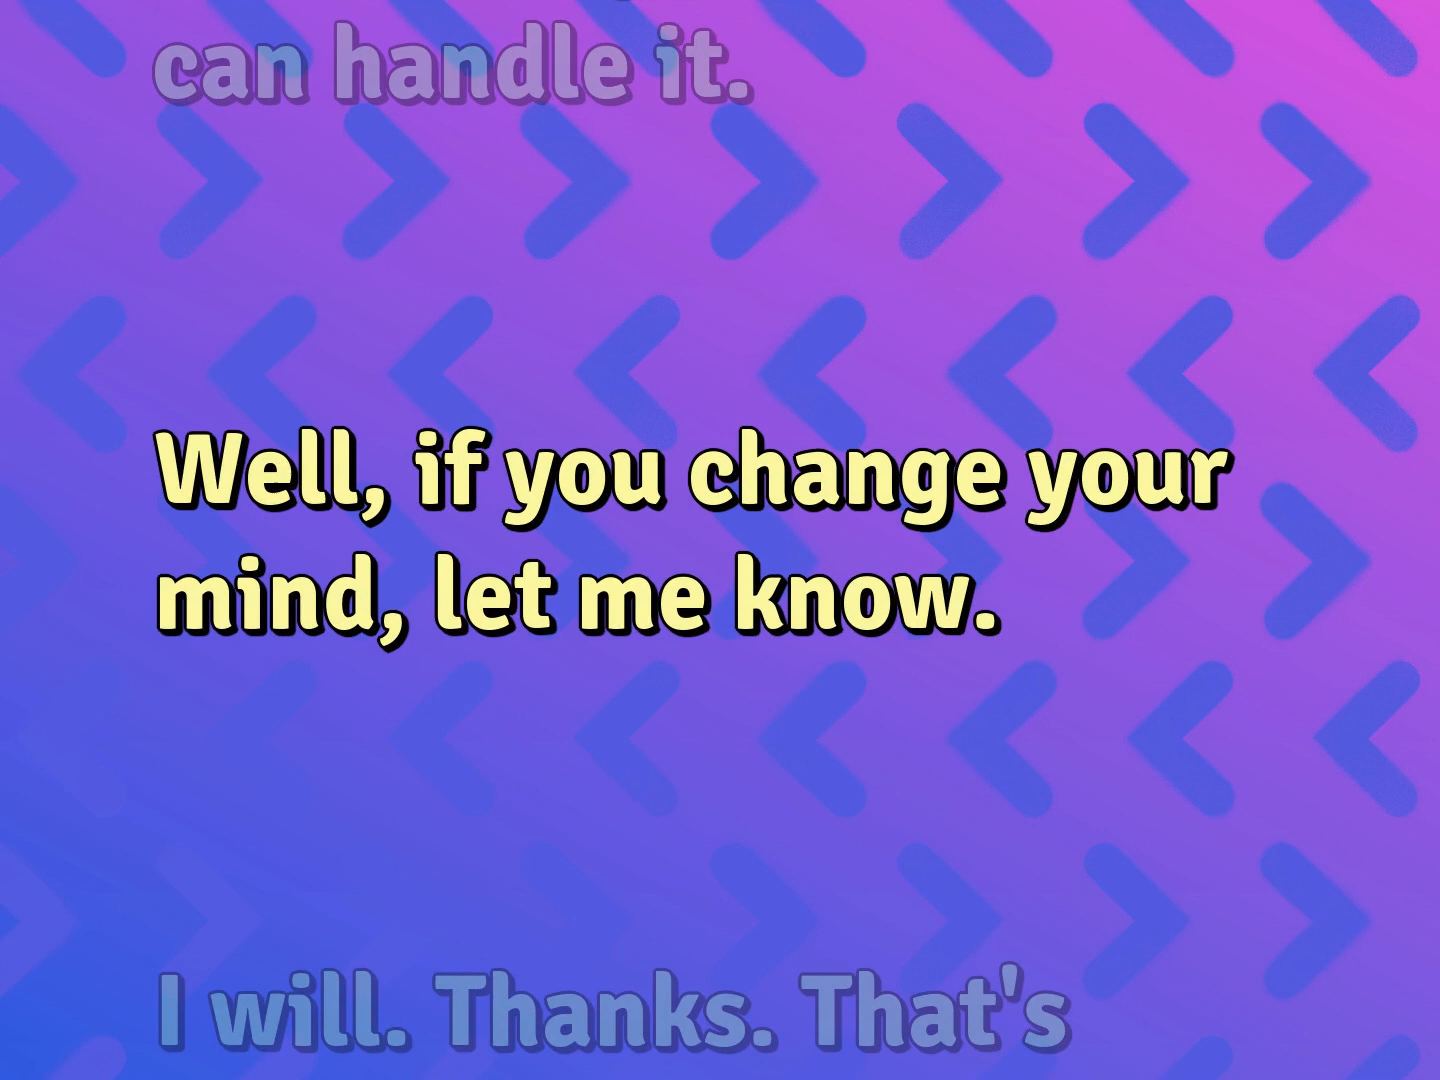 can handle it.
Well, if you change your
mind, let me know.
I will. Thanks. That's